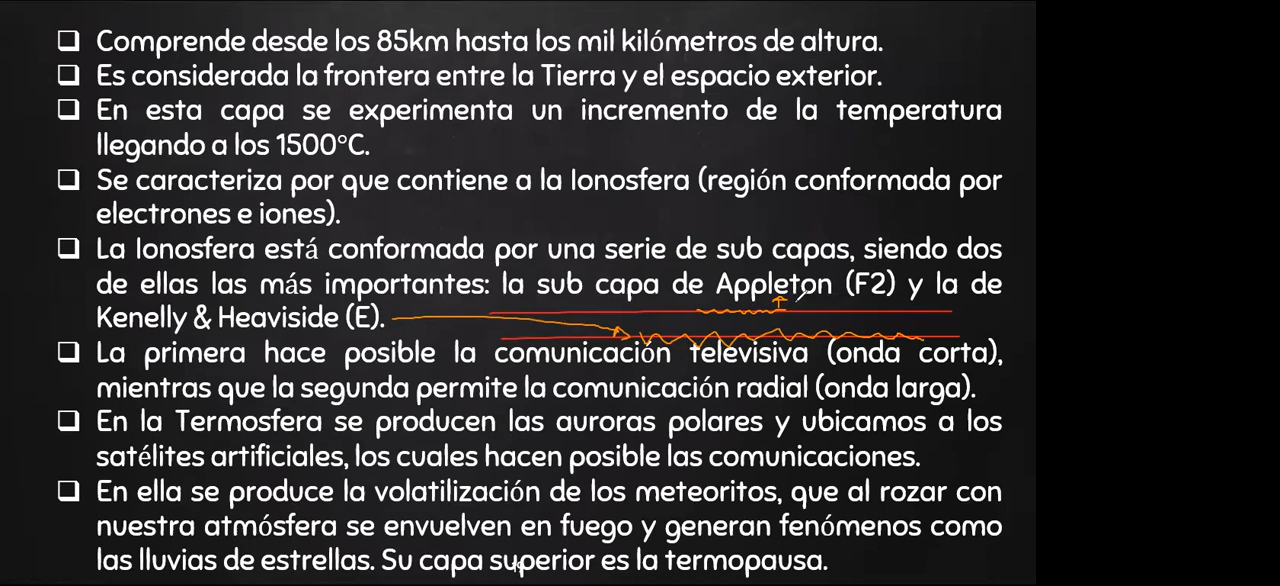 ❑ Comprende desde los 85km hasta los mil kilómetros de altura.
❑ Es considerada la frontera entre la Tierra y el espacio exterior.
❑ En esta capa se experimenta un incremento de la temperatura
llegando a los 1500°C.
❑ Se caracteriza por que contiene a la Ionosfera (región conformada por
electrones e iones).
❑ La Ionosfera está conformada por una serie de sub capas, siendo dos
de ellas las más importantes: la sub capa de Appleton (F2) y la de
Kenelly & Heaviside (E).
❑ La primera hace posible la comunicación televisiva (onda corta),
mientras que la segunda permite la comunicación radial (onda larga).
❑ En la Termosfera se producen las auroras polares y ubicamos a los
satélites artificiales, los cuales hacen posible las comunicaciones.
❑ En ella se produce la volatilización de los meteoritos, que al rozar con
nuestra atmósfera se envuelven en fuego y generan fenómenos como
las lluvias de estrellas. Su capa superior es la termopausa.